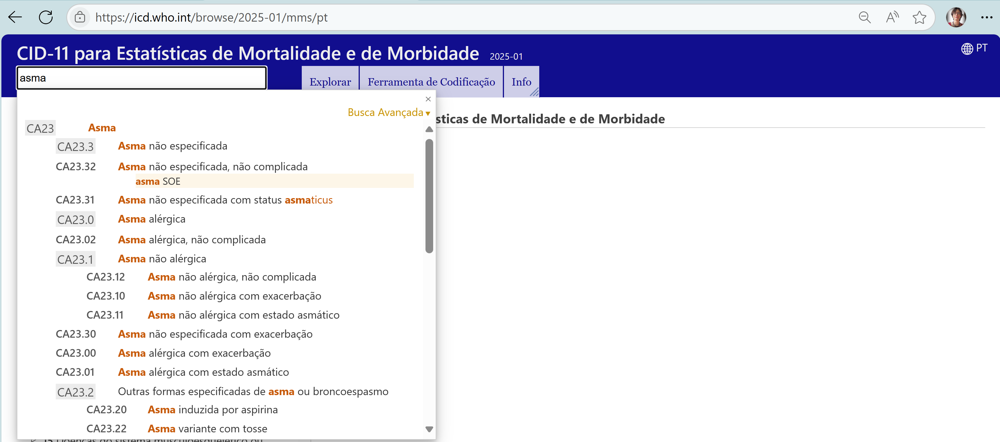 https://icd.who.int/browse/2025-01/mms/pt
CID-11 para Estatísticas de Mortalidade e de Morbidade 2025-01
PT
asma
Explorar Ferramenta de Codificação Info
Busca Avançada
sticas de Mortalidade e de Morbidade
CA23 Asma
CA23.3 Asma não especificada
CA23.32 Asma não especificada, não complicada
asma SOE
CA23.31 Asma não especificada com status asmaticus
CA23.0 Asma alérgica
CA23.02 Asma alérgica, não complicada
CA23.1 Asma não alérgica
CA23.12 Asma não alérgica, não complicada
CA23.10 Asma não alérgica com exacerbação
CA23.11 Asma não alérgica com estado asmático
CA23.30 Asma não especificada com exacerbação
CA23.00 Asma alérgica com exacerbação
CA23.01 Asma alérgica com estado asmático
CA23.2 Outras formas especificadas de asma ou broncoespasmo
CA23.20 Asma induzida por aspirina
CA23.22 Asma variante com tosse
15 Doenças do sistema musculoesquelético ou